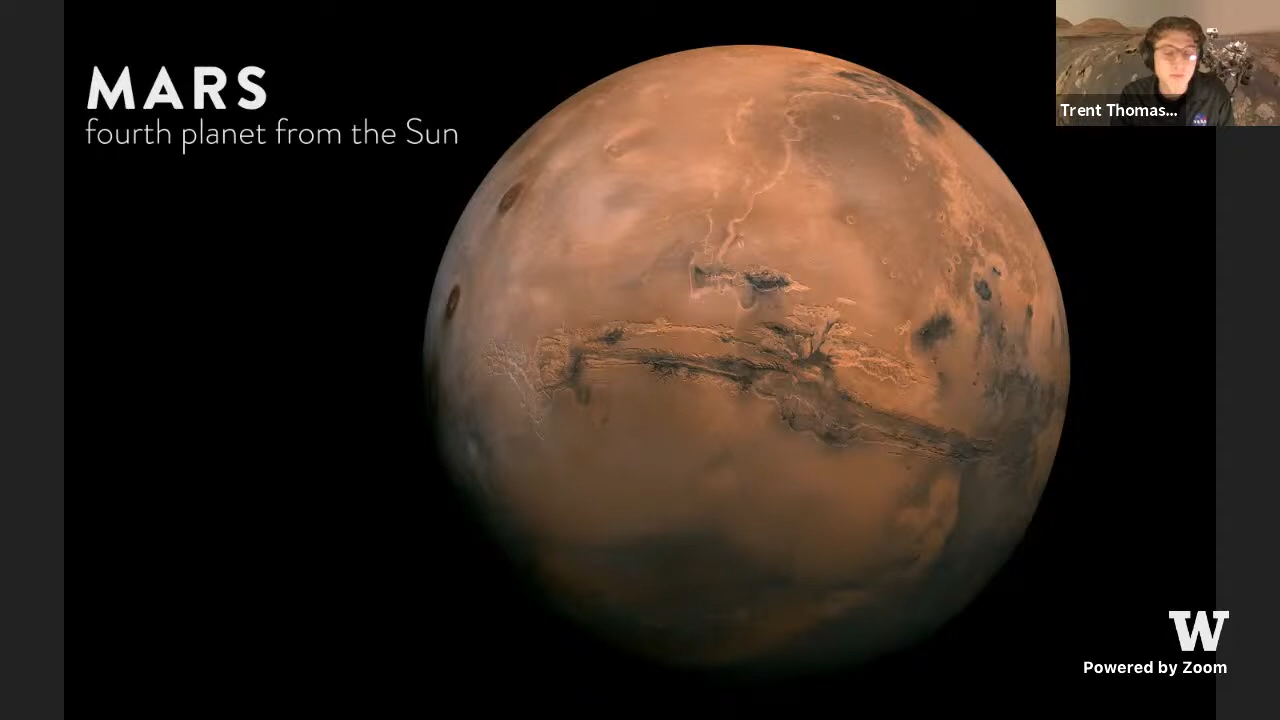 MARS
fourth planet from the Sun
Trent Thomas...
W
Powered by Zoom